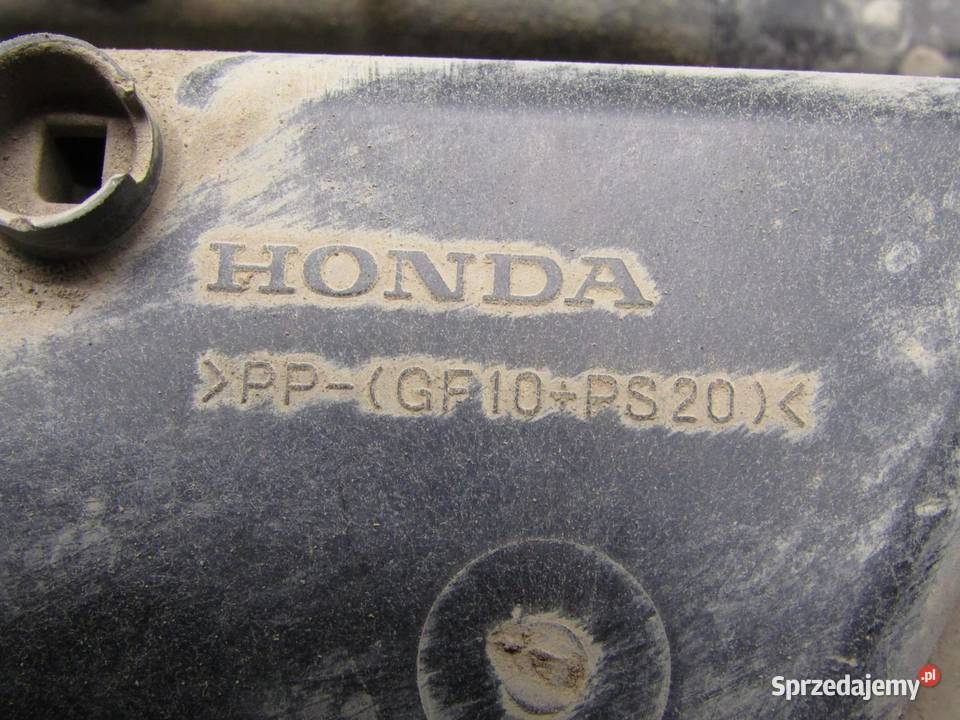 HONDA
>PP-(GF10+PS20)<
Sprzedajemy.pl